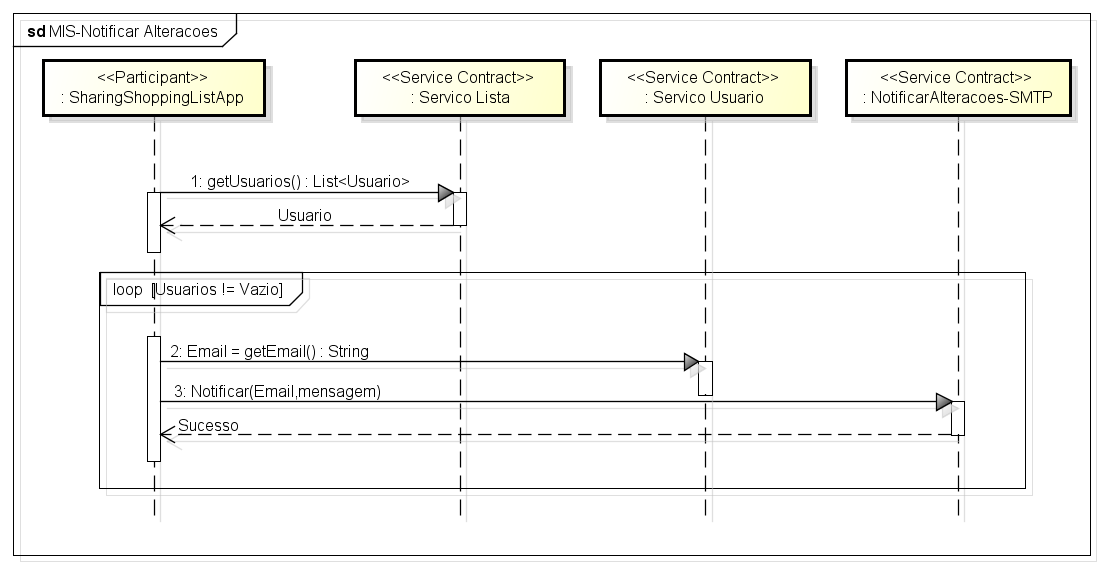 sd MIS-Notificar Alteracoes
<<Participant>>
: SharingShoppingListApp
<<Service Contract>>
: Servico Lista
<<Service Contract>>
: Servico Usuario
<<Service Contract>>
: NotificarAlteracoes-SMTP
1: getUsuarios() : List<Usuario>
Usuario
loop [Usuarios != Vazio]
2: Email = getEmail() : String
3: Notificar(Email,mensagem)
Sucesso